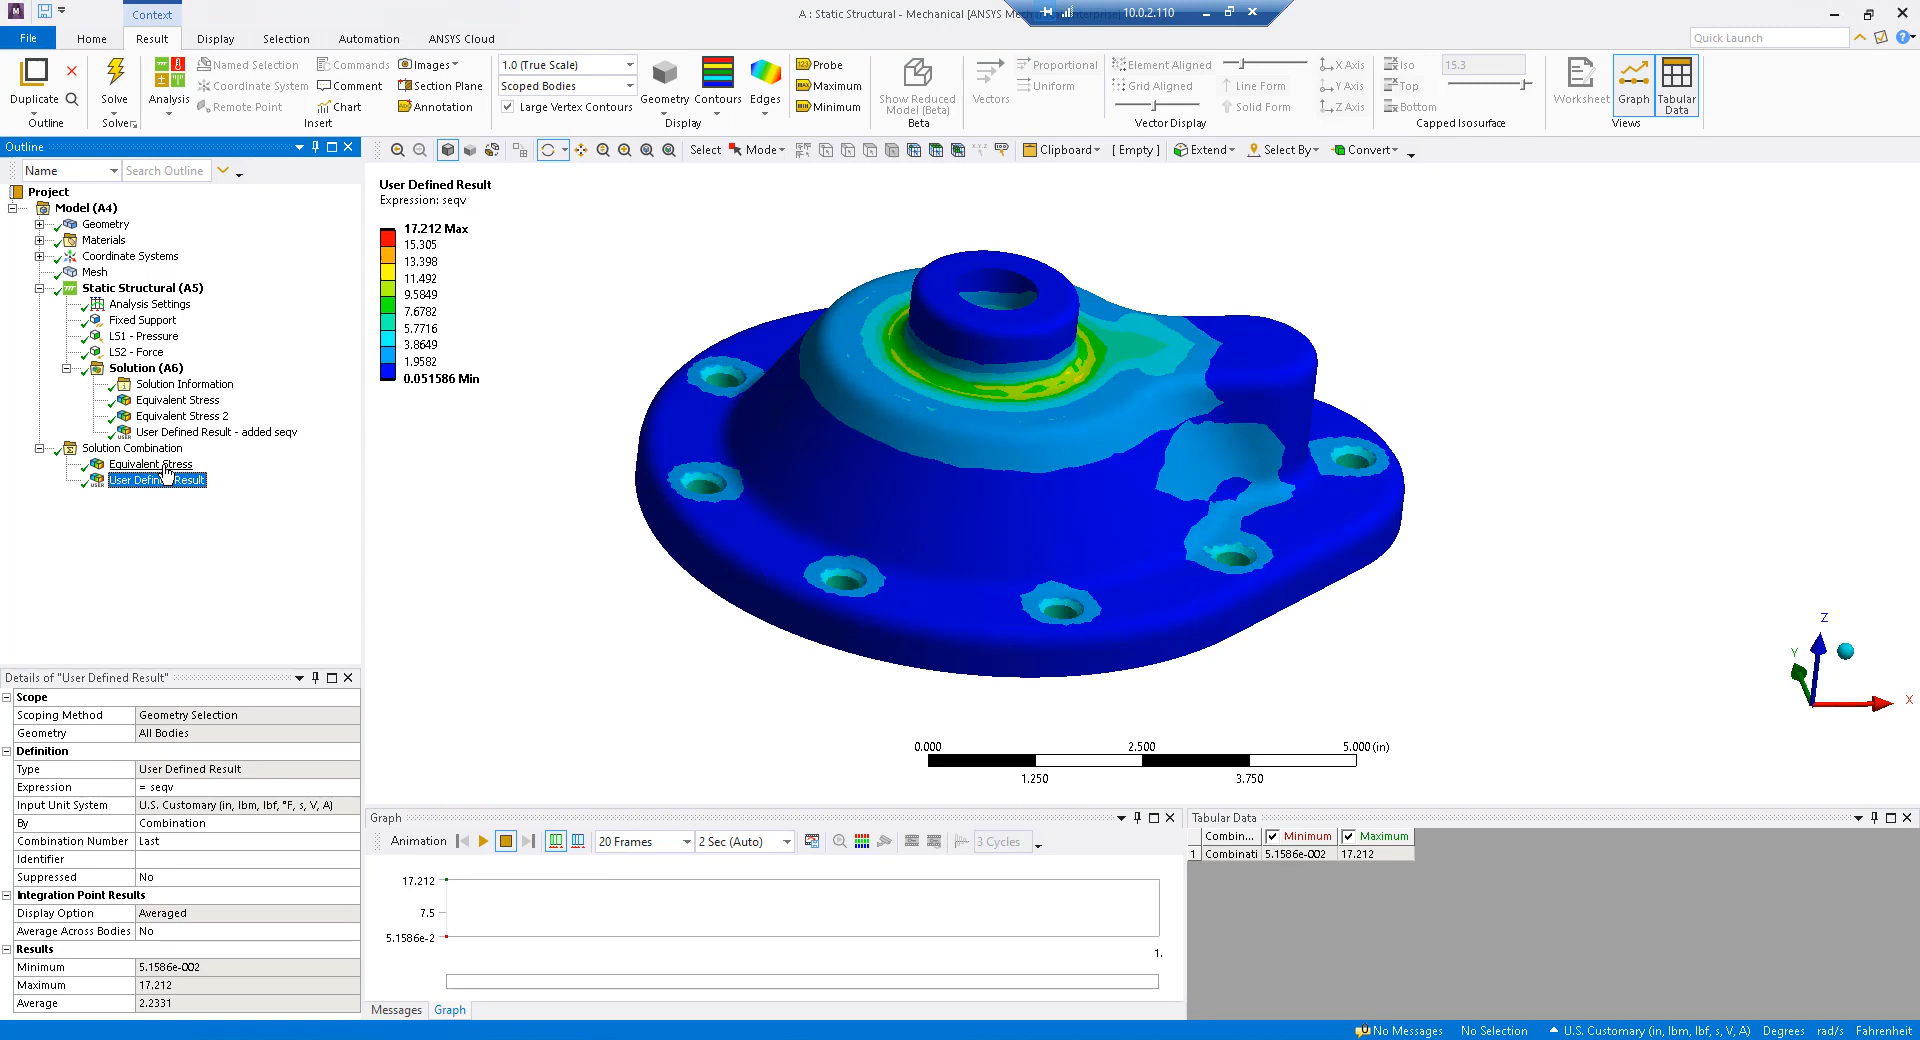 Context
A : Static Structural - Mechanical [ANSYS Mech
10.0.2.110
File
Home
Result
Display
Selection
Automation
ANSYS Cloud
Quick Launch
Duplicate
Outline
Solve
Solver
Analysis
Named Selection
Coordinate System
Remote Point
Commands
Comment
Chart
Images
Section Plane
Annotation
Insert
1.0 (True Scale)
Scoped Bodies
Large Vertex Contours
Geometry
Contours
Edges
Display
Probe
Maximum
Minimum
Show Reduced
Model (Beta)
Beta
Vectors
Proportional
Uniform
Element Aligned
Grid Aligned
Line Form
Solid Form
X Axis
Y Axis
Z Axis
Vector Display
Iso
Top
Bottom
15.3
Capped Isosurface
Worksheet
Graph
Tabular
Data
Views
Outline
Name
Search Outline
Select
Mode
Clipboard
[ Empty ]
Extend
Select By
Convert
Project
Model (A4)
Geometry
Materials
Coordinate Systems
Mesh
Static Structural (A5)
Analysis Settings
Fixed Support
LS1 - Pressure
LS2 - Force
Solution (A6)
Solution Information
Equivalent Stress
Equivalent Stress 2
User Defined Result - added seqv
Solution Combination
Equivalent Stress
User Defined Result
User Defined Result
Expression: seqv
17.212 Max
15.305
13.398
11.492
9.5849
7.6782
5.7716
3.8649
1.9582
0.051586 Min
Z
Y
X
0.000
2.500
5.000 (in)
1.250
3.750
Details of "User Defined Result"
Scope
Scoping Method Geometry Selection
Geometry All Bodies
Definition
Type User Defined Result
Expression = seqv
Input Unit System U.S. Customary (in, lbm, lbf, °F, s, V, A)
By Combination
Combination Number Last
Identifier
Suppressed No
Integration Point Results
Display Option Averaged
Average Across Bodies No
Results
Minimum 5.1586e-002
Maximum 17.212
Average 2.2331
Graph
Animation
20 Frames
2 Sec (Auto)
3 Cycles
17.212
7.5
5.1586e-2
1.
Messages
Graph
Tabular Data
Combin... Minimum Maximum
1 Combinati 5.1586e-002 17.212
No Messages
No Selection
U.S. Customary (in, lbm, lbf, s, V, A)
Degrees
rad/s
Fahrenheit